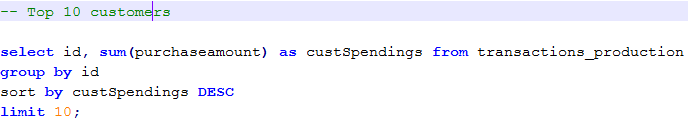 -- Top 10 customers
select id, sum(purchaseamount) as custSpendings from transactions_production
group by id
sort by custSpendings DESC
limit 10;